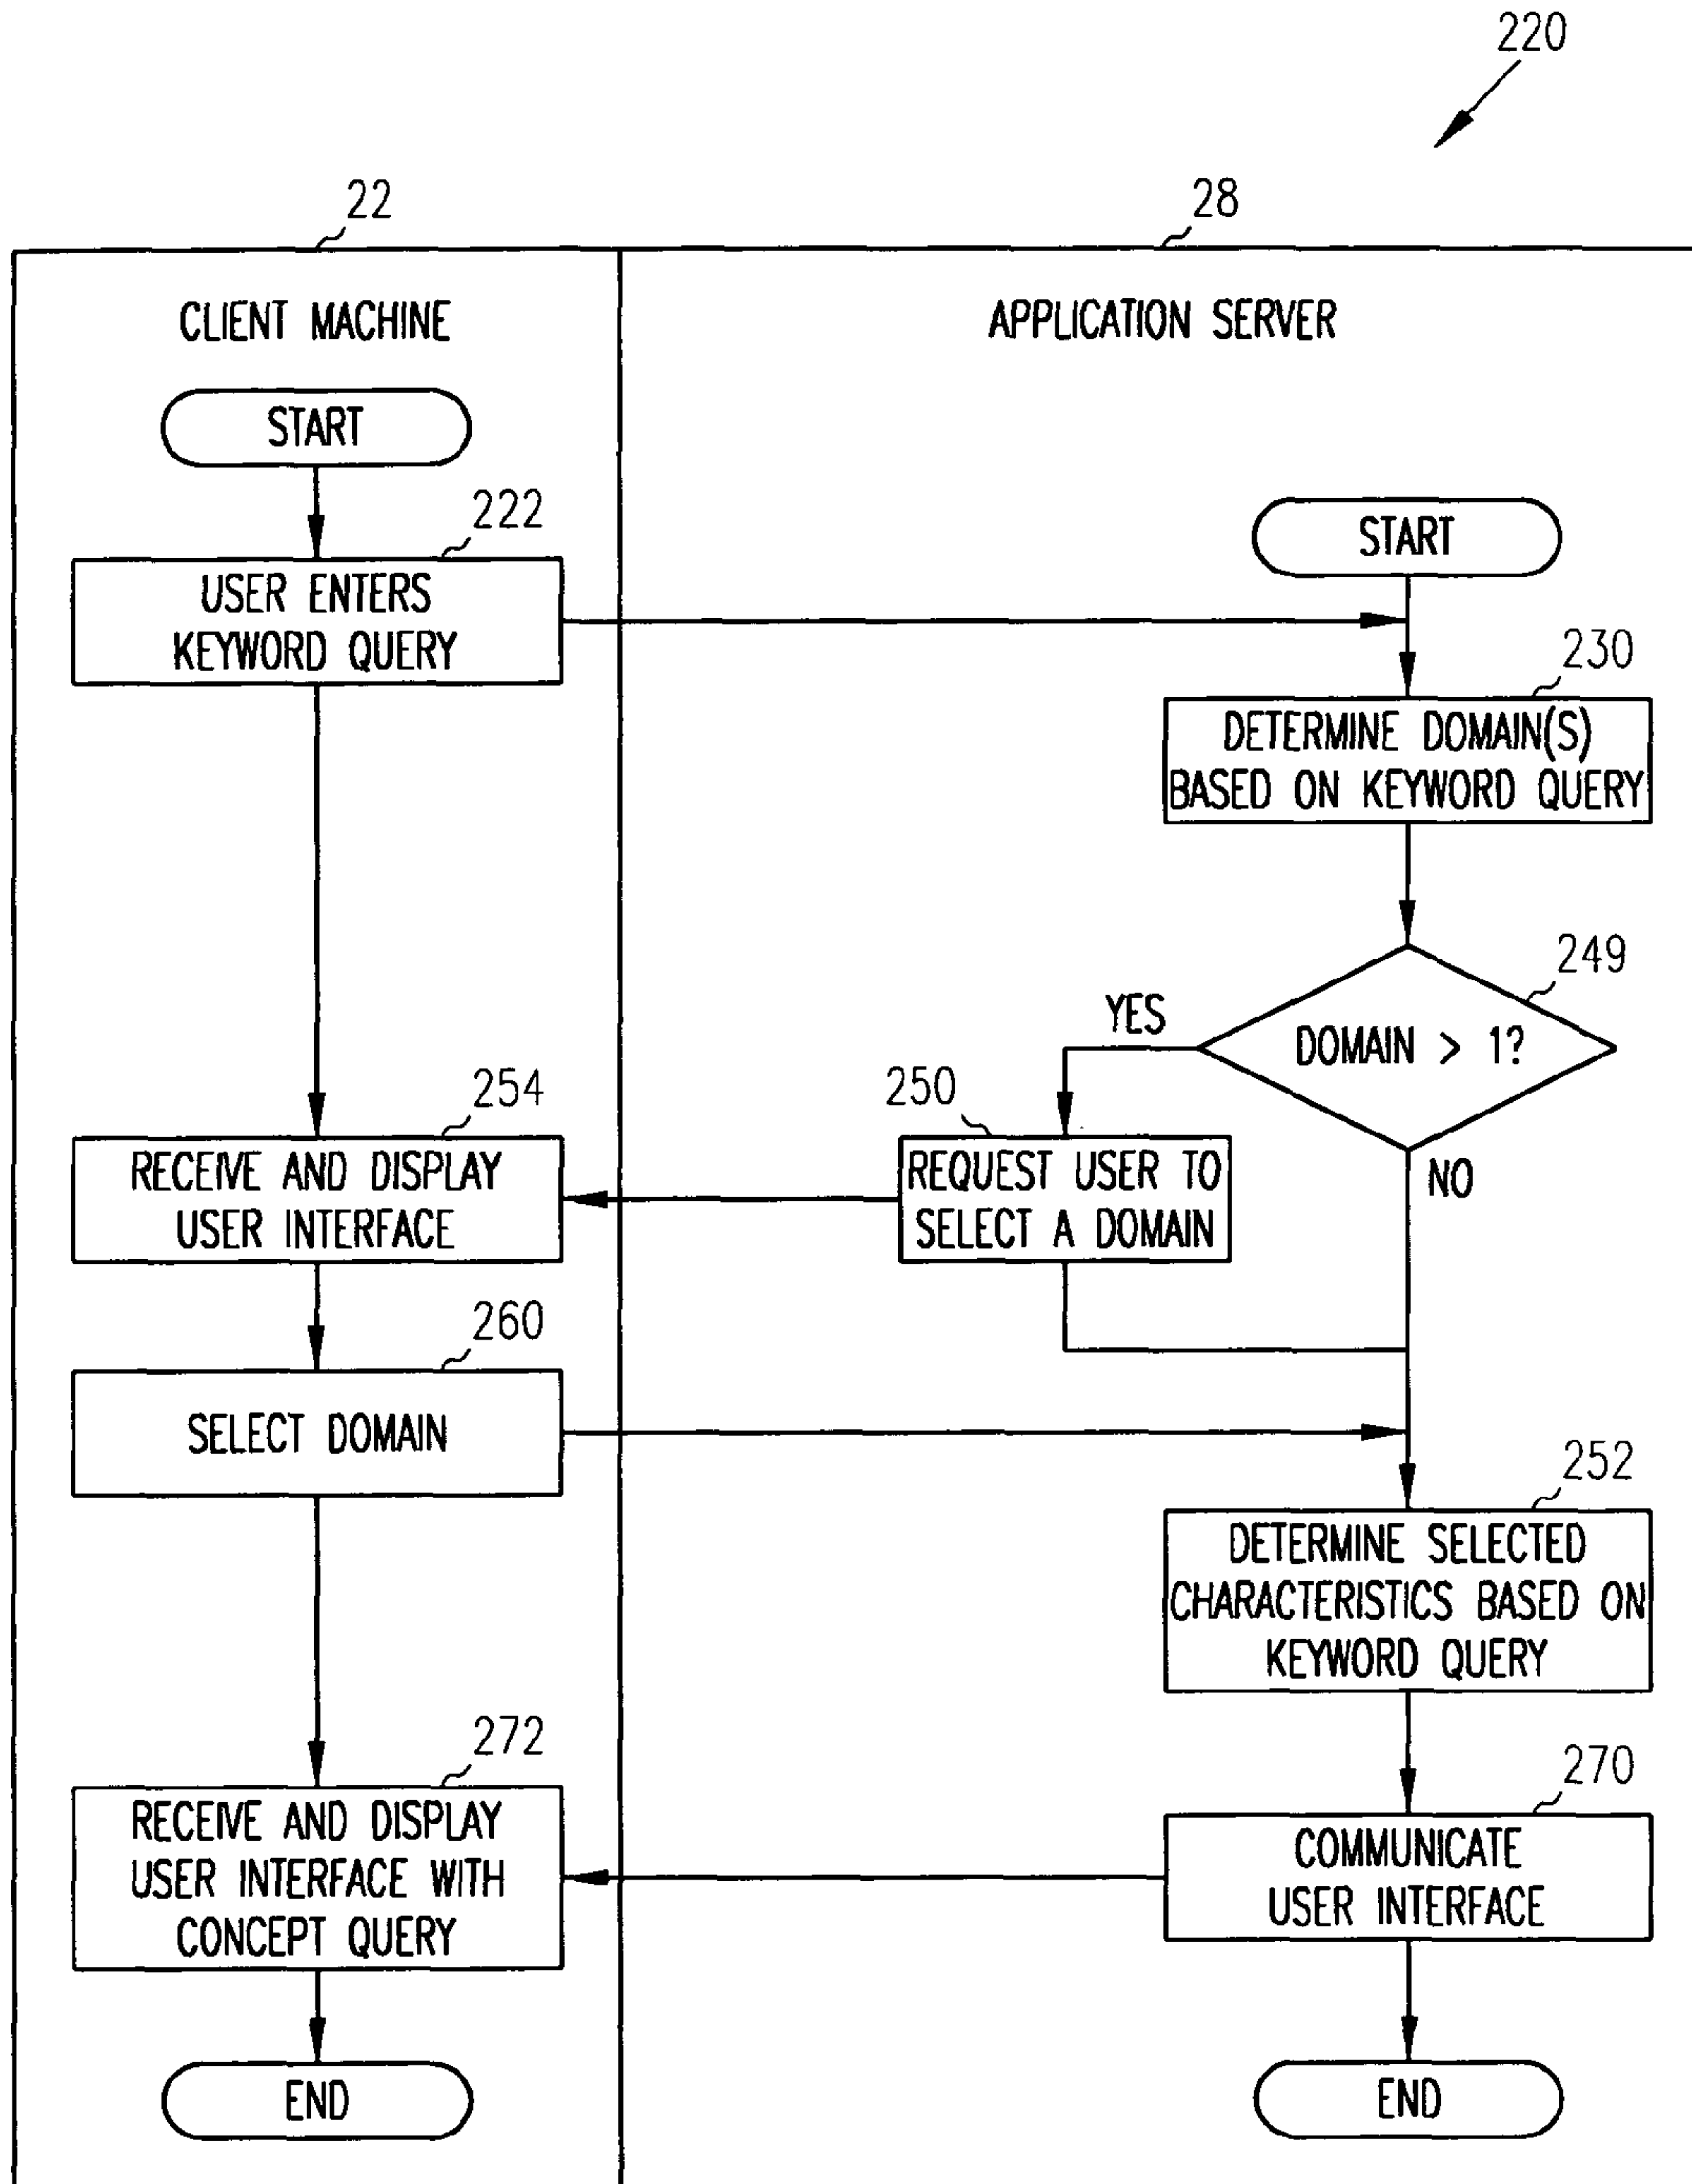 220
22
28
CLIENT MACHINE
APPLICATION SERVER
START
222
USER ENTERS
KEYWORD QUERY
START
230
DETERMINE DOMAIN(S)
BASED ON KEYWORD QUERY
249
DOMAIN > 1?
YES
NO
250
REQUEST USER TO
SELECT A DOMAIN
254
RECEIVE AND DISPLAY
USER INTERFACE
260
SELECT DOMAIN
252
DETERMINE SELECTED
CHARACTERISTICS BASED ON
KEYWORD QUERY
270
COMMUNICATE
USER INTERFACE
272
RECEIVE AND DISPLAY
USER INTERFACE WITH
CONCEPT QUERY
END
END